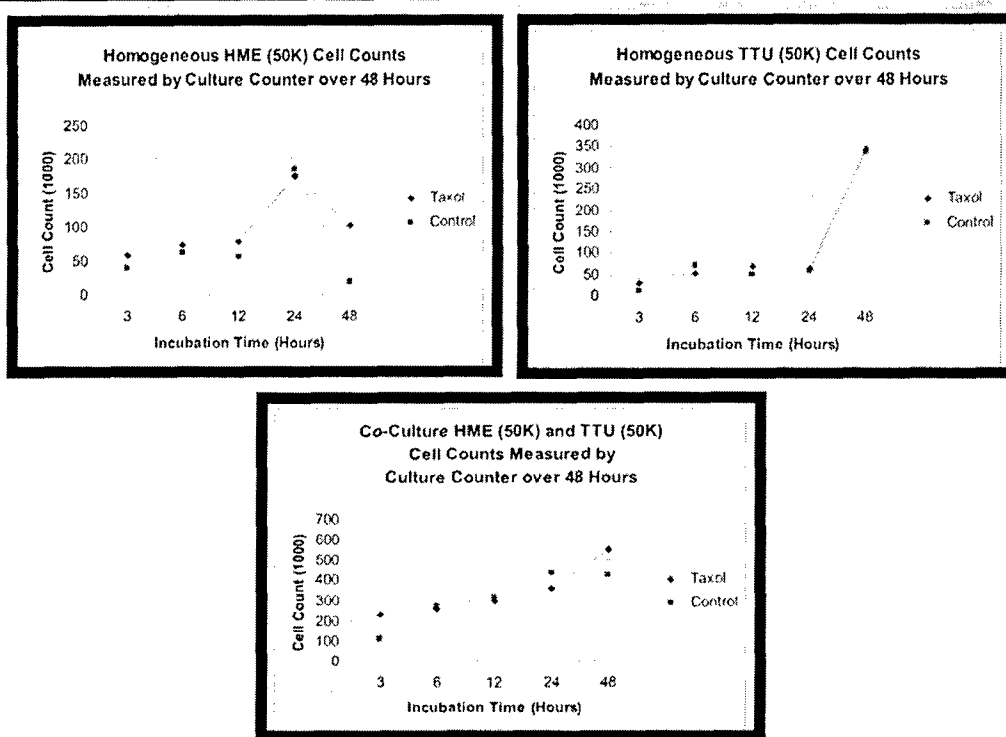 Homogeneous HME (50K) Cell Counts
Measured by Culture Counter over 48 Hours
Cell Count (1000)
250
200
150
100
50
0
3 6 12 24 48
Incubation Time (Hours)
Taxol
Control
Homogeneous TTU (50K) Cell Counts
Measured by Culture Counter over 48 Hours
Cell Count (1000)
400
350
300
250
200
150
100
50
0
3 6 12 24 48
Incubation Time (Hours)
Taxol
Control
Co-Culture HME (50K) and TTU (50K)
Cell Counts Measured by
Culture Counter over 48 Hours
Cell Count (1000)
700
600
500
400
300
200
100
0
3 6 12 24 48
Incubation Time (Hours)
Taxol
Control